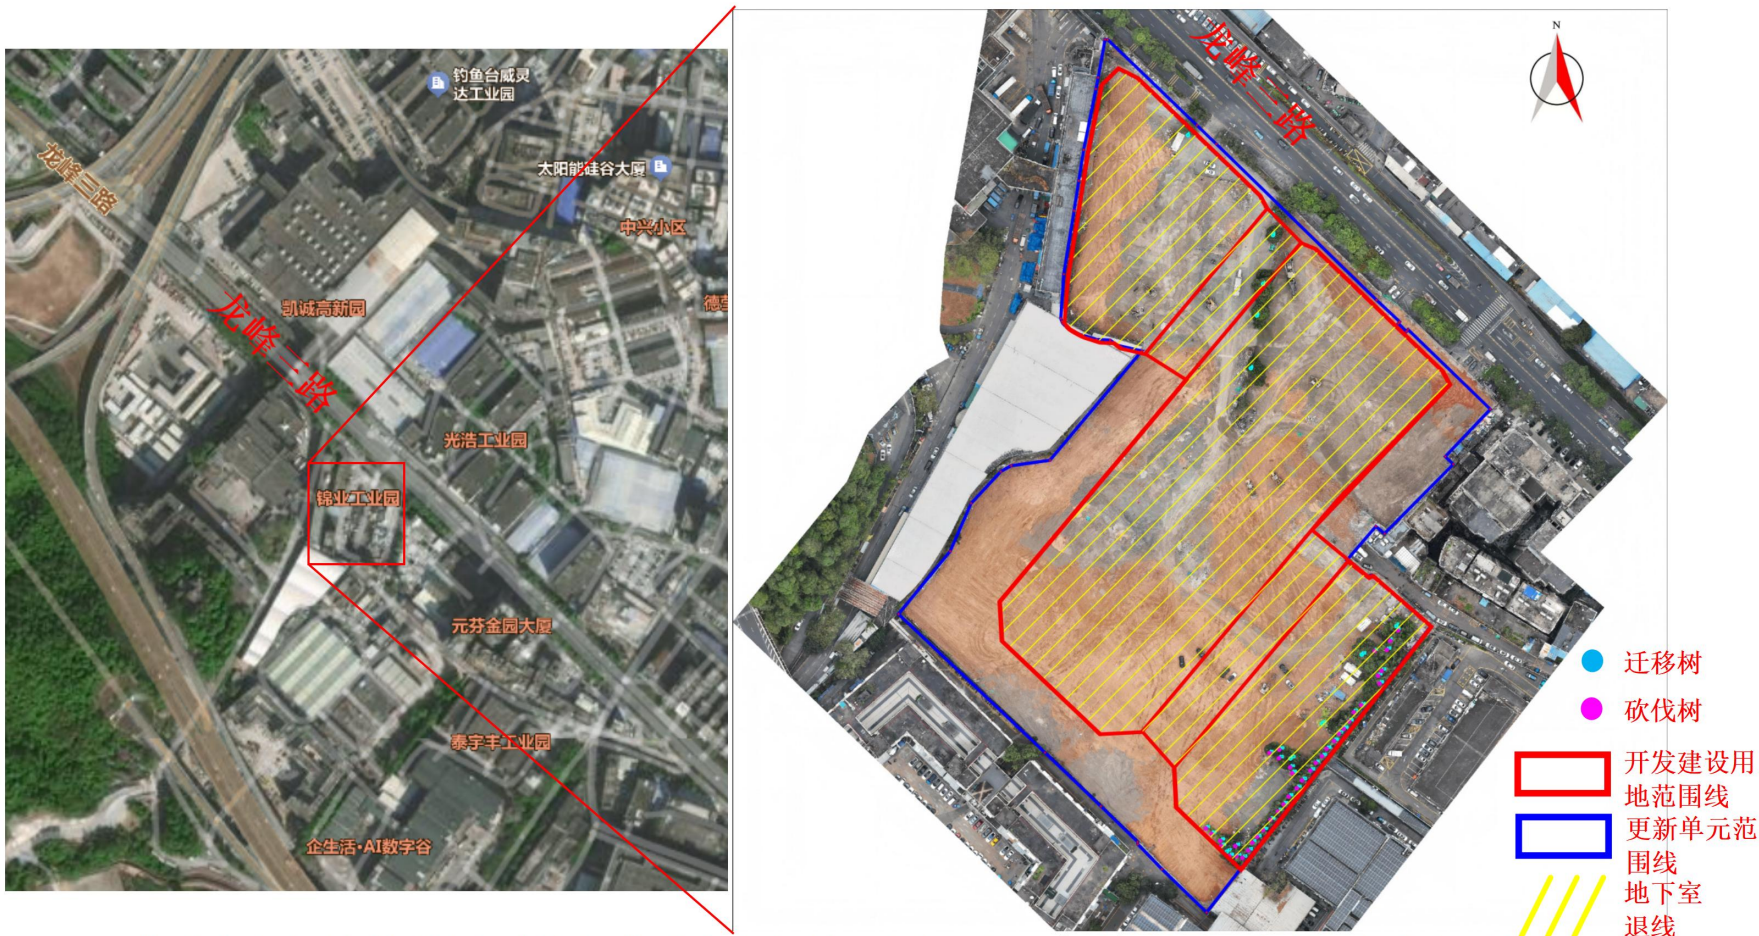 钓鱼台威灵
达工业园
太阳能硅谷大厦
龙峰三路
中兴小区
凯诚高新园
龙峰三路
光浩工业园
锦业工业园
元芬金园大厦
泰宇丰工业园
企生活·AI数字谷
龙峰三路
N
迁移树
砍伐树
开发建设用
地范围线
更新单元范
围线
地下室
退线